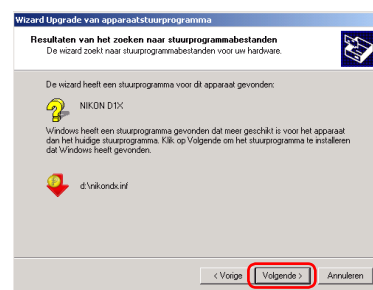 Wizard Upgrade van apparaatstuurprogramma
Resultaten van het zoeken naar stuurprogrammabestanden
De wizard zoekt naar stuurprogrammabestanden voor uw hardware.
De wizard heeft een stuurprogramma voor dit apparaat gevonden:
NIKON D1X
Windows heeft een stuurprogramma gevonden dat meer geschikt is voor het apparaat
dan het huidige stuurprogramma. Klik op Volgende om het stuurprogramma te installeren
dat Windows heeft gevonden.
d:\nikondx.inf
< Vorige
Volgende >
Annuleren